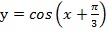 y = cos (x + π/3)